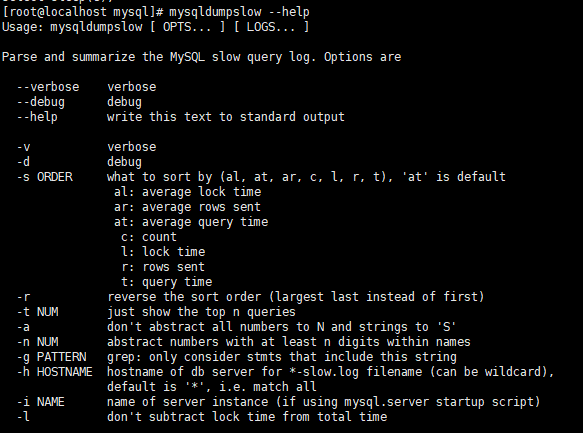 [root@localhost mysql]# mysqldumpslow --help
Usage: mysqldumpslow [ OPTS... ] [ LOGS... ]
Parse and summarize the MySQL slow query log. Options are
--verbose    verbose
--debug      debug
--help       write this text to standard output
-v           verbose
-d           debug
-s ORDER     what to sort by (al, at, ar, c, l, r, t), 'at' is default
al: average lock time
ar: average rows sent
at: average query time
c: count
l: lock time
r: rows sent
t: query time
-r           reverse the sort order (largest last instead of first)
-t NUM       just show the top n queries
-a           don't abstract all numbers to N and strings to 'S'
-n NUM       abstract numbers with at least n digits within names
-g PATTERN   grep: only consider stmts that include this string
-h HOSTNAME  hostname of db server for *-slow.log filename (can be wildcard),
default is '*', i.e. match all
-i NAME      name of server instance (if using mysql.server startup script)
-l           don't subtract lock time from total time